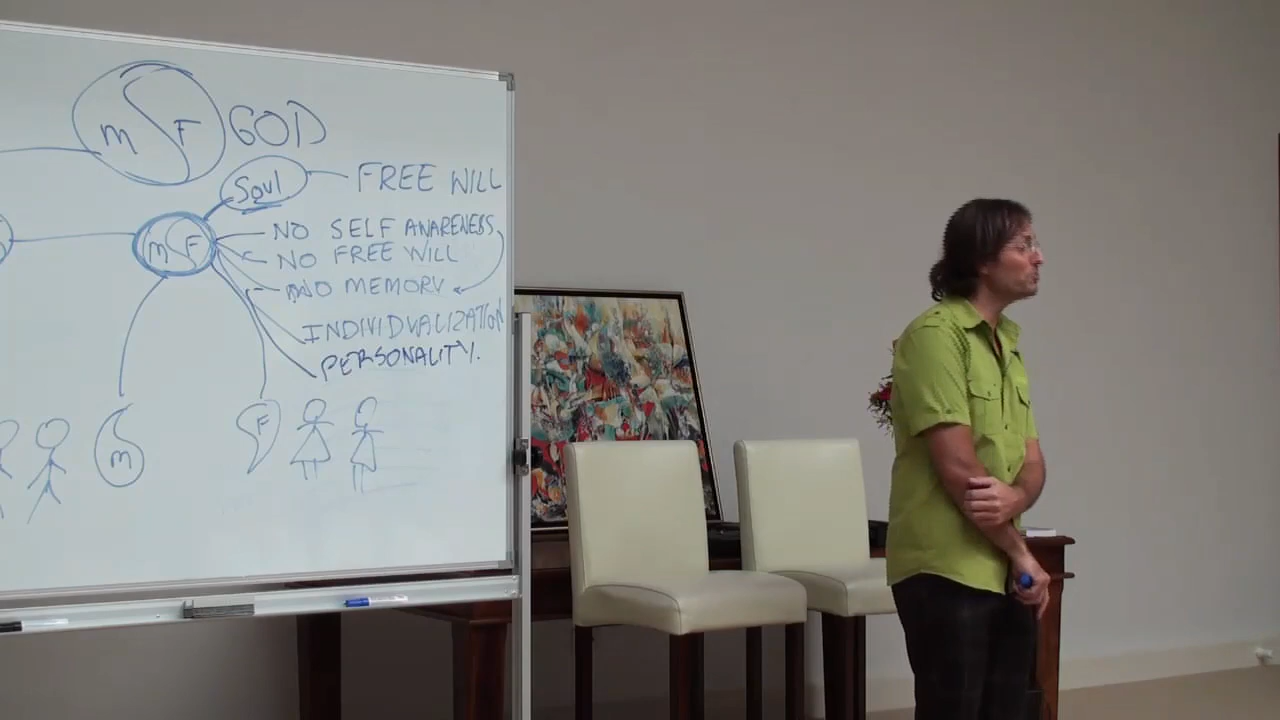 M F GOD
Soul FREE WILL
M F NO SELF AWARENESS
NO FREE WILL
NO MEMORY
INDIVIDUALIZATION
PERSONALITY.
F
M